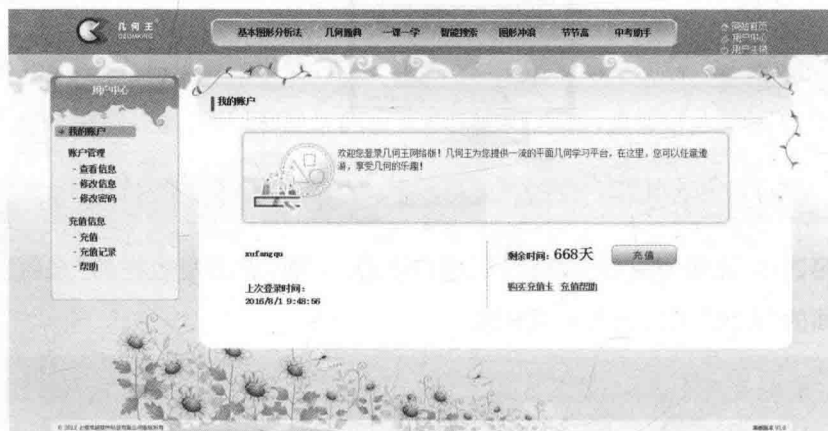 几何王
GEOMKING
基本图形分析法 几何题典 一课一学 智能搜索 图形冲浪 节节高 中考助手
网站首页
用户中心
用户注销
用户中心
我的账户
账户管理
- 查看信息
- 修改信息
- 修改密码
充值信息
- 充值
- 充值记录
- 帮助
我的账户
欢迎您登录几何王网络版！几何王为您提供一流的平面几何学习平台，在这里，您可以任意遨
游，享受几何的乐趣！
xufangqu
上次登录时间：
2016/8/1 9:48:56
剩余时间：668天 充值
购买充值卡 充值帮助